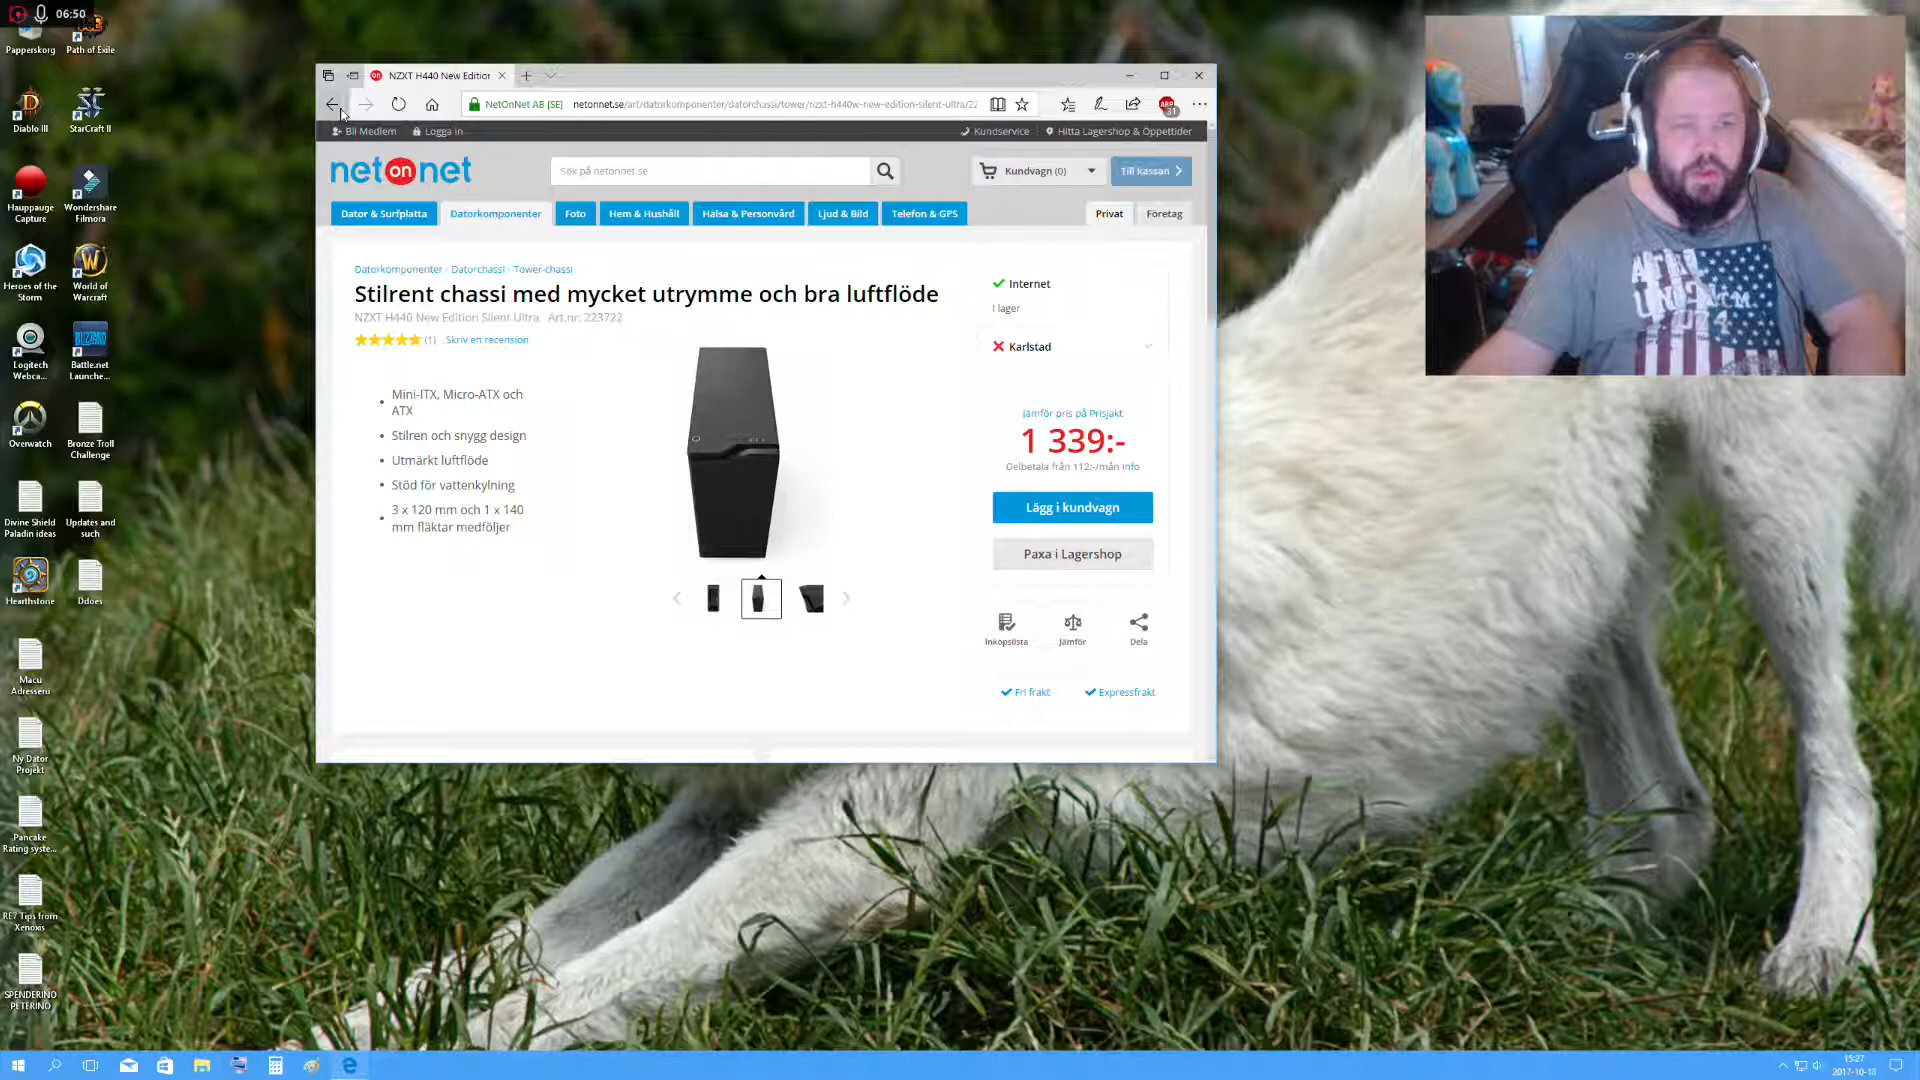 06:50
Papperskorg
Path of Exile
Diablo III
StarCraft II
Hauppauge
Capture
Wondershare
Filmora
Heroes of the
Storm
World of
Warcraft
Logitech
Webca...
Battle.net
Launche...
Overwatch
Bronze Troll
Challenge
Divine Shield
Paladin ideas
Updates and
such
Hearthstone
Ddoes
Macu
Adresseru
Ny Dator
Projekt
Pancake
Rating syste...
RE7 Tips from
Xenoxis
SPENDERINO
PETERINO
NZXT H440 New Edition
NetOnNet AB [SE]
netonnet.se/art/datorkomponenter/datorchassi/tower/nzxt-h440w-new-edition-silent-ultra/22
ABP
31
Bli Medlem
Logga in
Kundservice
Hitta Lagershop & Öppettider
net on net
Sök på netonnet.se
Kundvagn (0)
Till kassan
Dator & Surfplatta
Datorkomponenter
Foto
Hem & Hushåll
Hälsa & Personvård
Ljud & Bild
Telefon & GPS
Privat
Företag
Datorkomponenter
Datorchassi
Tower-chassi
Stilrent chassi med mycket utrymme och bra luftflöde
NZXT H440 New Edition Silent Ultra Art.nr: 223722
(1) Skriv en recension
Mini-ITX, Micro-ATX och
ATX
Stilren och snygg design
Utmärkt luftflöde
Stöd för vattenkylning
3 x 120 mm och 1 x 140
mm fläktar medföljer
Internet
I lager
Karlstad
Jämför pris på Prisjakt
1 339:-
Delbetala från 112:-/mån Info
Lägg i kundvagn
Paxa i Lagershop
Inköpslista
Jämför
Dela
Fri frakt
Expressfrakt
15:27
2017-10-18